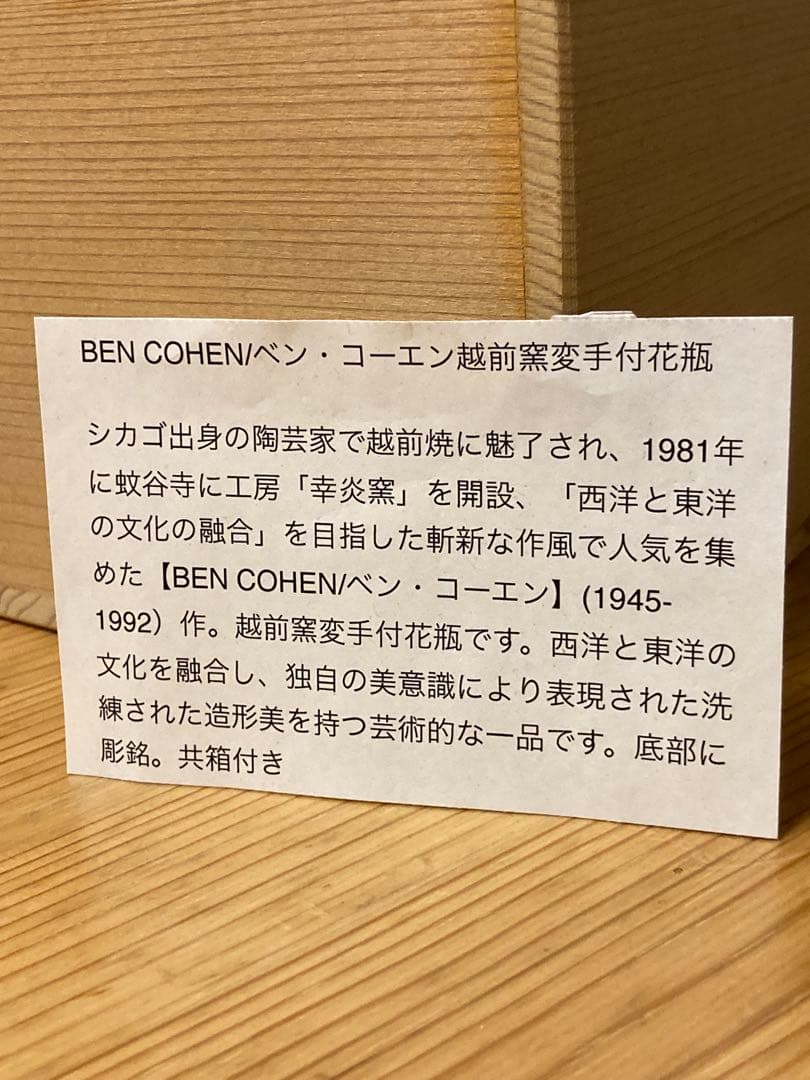 BEN COHEN/ベン・コーエン越前窯変手付花瓶
シカゴ出身の陶芸家で越前焼に魅了され、1981年
に蚊谷寺に工房「幸炎窯」を開設、「西洋と東洋
の文化の融合」を目指した斬新な作風で人気を集
めた【BEN COHEN/ベン・コーエン】(1945-
1992）作。越前窯変手付花瓶です。西洋と東洋の
文化を融合し、独自の美意識により表現された洗
練された造形美を持つ芸術的な一品です。底部に
彫銘。共箱付き